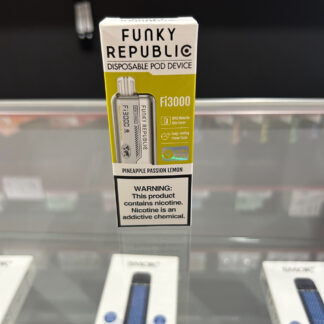 FUNKY
REPUBLIC
DISPOSABLE POD DEVICE
Fi3000
Fi3000
FUNKY
REPUBLIC
PINEAPPLE PASSION LEMON
WARNING:
This product
contains nicotine.
Nicotine is an
addictive chemical.
SMOK
SMOK